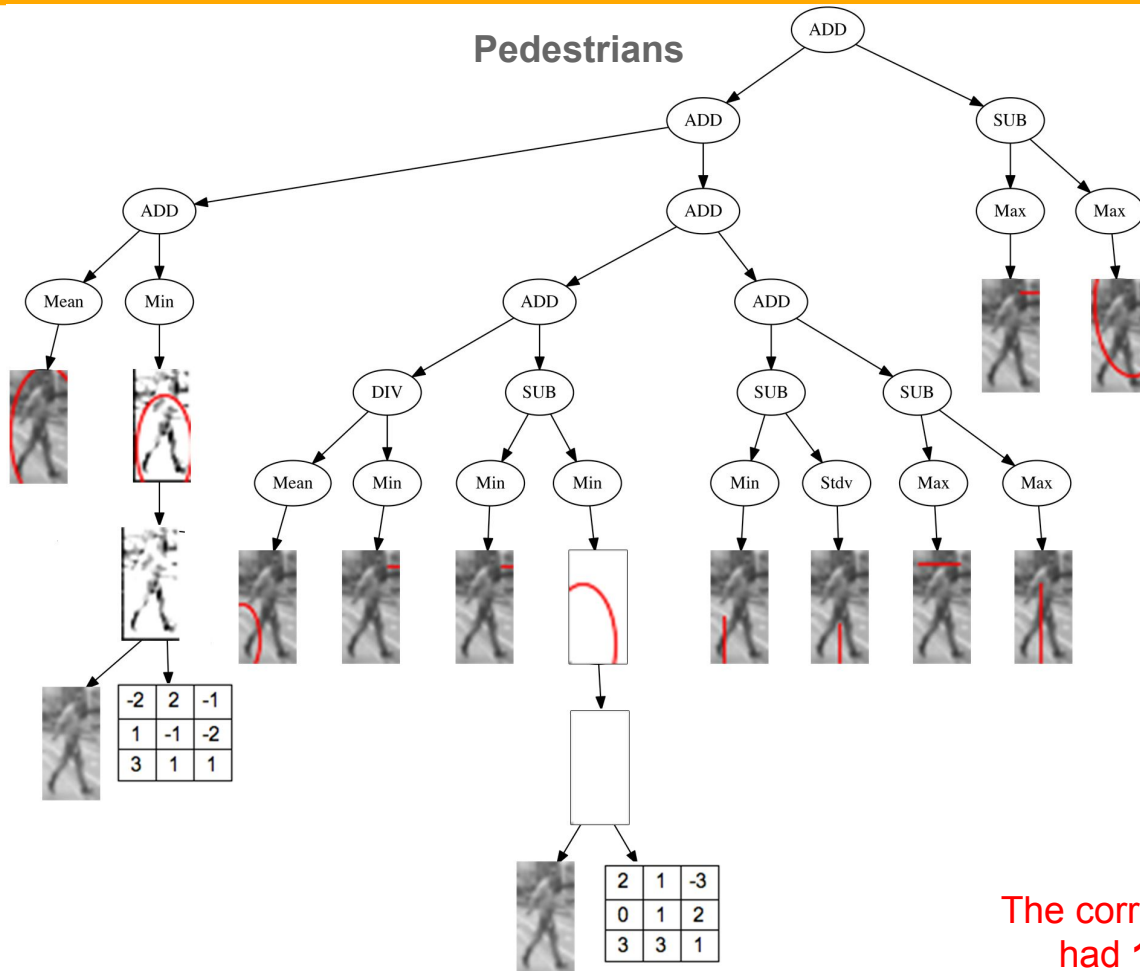 Pedestrians
ADD
ADD SUB
ADD ADD Max Max
Mean Min ADD ADD
DIV SUB SUB SUB
Mean Min Min Min Min Stdv Max Max
-2 2 -1
1 -1 -2
3 1 1
2 1 -3
0 1 2
3 3 1
The corr
had 1